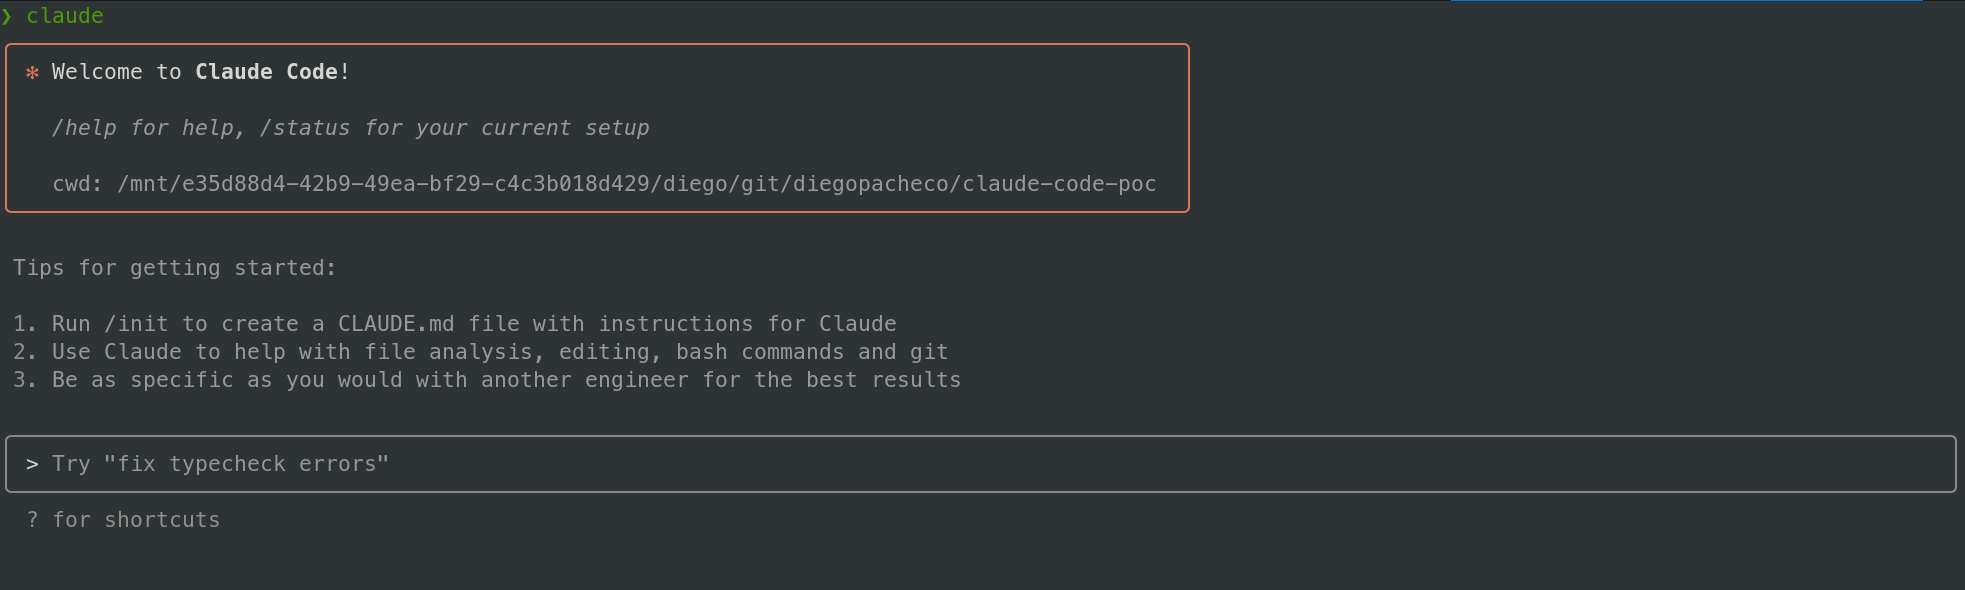 ❯ claude
✻ Welcome to Claude Code!
/help for help, /status for your current setup
cwd: /mnt/e35d88d4-42b9-49ea-bf29-c4c3b018d429/diego/git/diegopacheco/claude-code-poc
Tips for getting started:
1. Run /init to create a CLAUDE.md file with instructions for Claude
2. Use Claude to help with file analysis, editing, bash commands and git
3. Be as specific as you would with another engineer for the best results
> Try "fix typecheck errors"
? for shortcuts